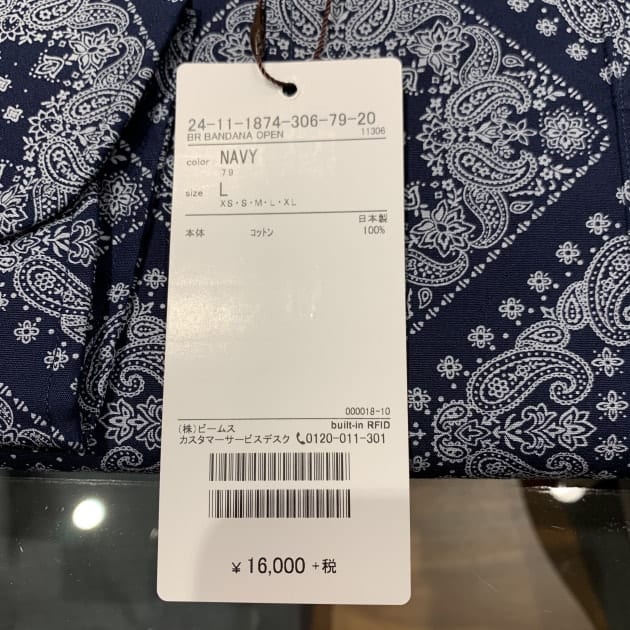 24-11-1874-306-79-20
BR BANDANA OPEN 11306
color NAVY
79
size L
XS・S・M・L・XL
日本製
本体 コットン 100%
000018-10
built-in RFID
(株)ビームス
カスタマーサービスデスク 0120-011-301
¥ 16,000 +税